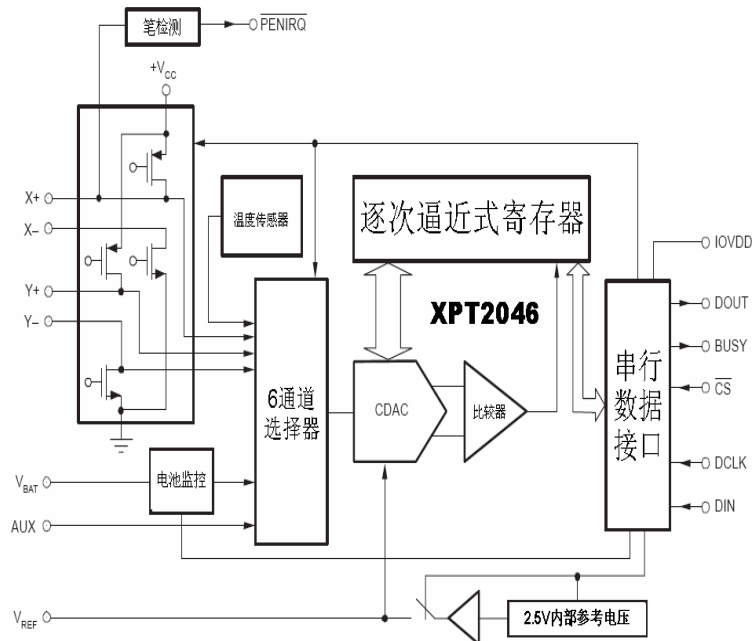 笔检测
PENIRQ
+VCC
X+
X−
Y+
Y−
温度传感器
逐次逼近式寄存器
XPT2046
IOVDD
DOUT
BUSY
CS
DCLK
DIN
串行
数据
接口
6通道
选择器
CDAC
比较器
电池监控
VBAT
AUX
VREF
2.5V内部参考电压